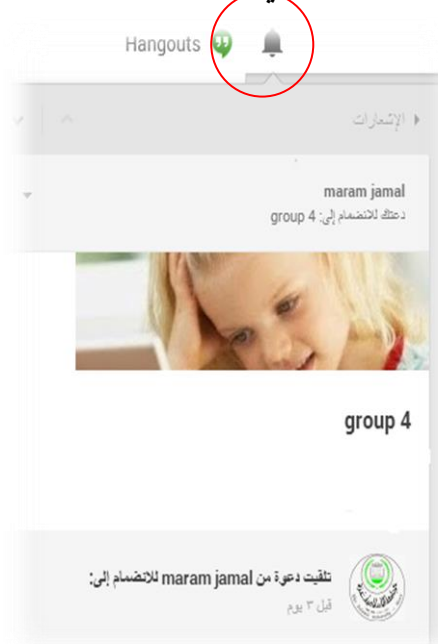 Hangouts
الإشعارات
maram jamal
دعتك للانضمام إلى: group 4
group 4
تلقيت دعوة من maram jamal للانضمام إلى:
قبل ٣ يوم